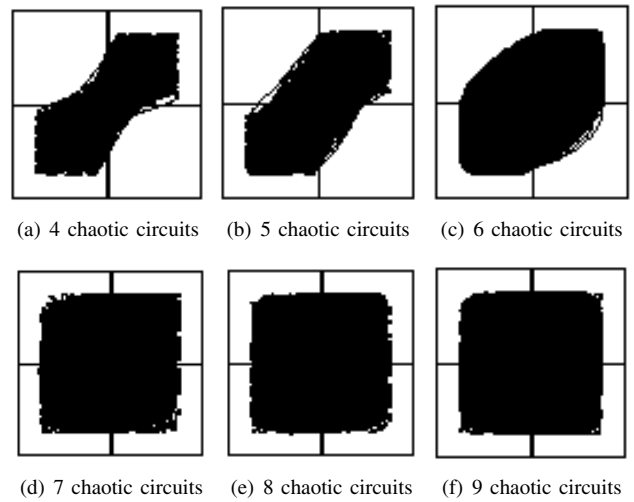 (a) 4 chaotic circuits
(b) 5 chaotic circuits
(c) 6 chaotic circuits
(d) 7 chaotic circuits
(e) 8 chaotic circuits
(f) 9 chaotic circuits